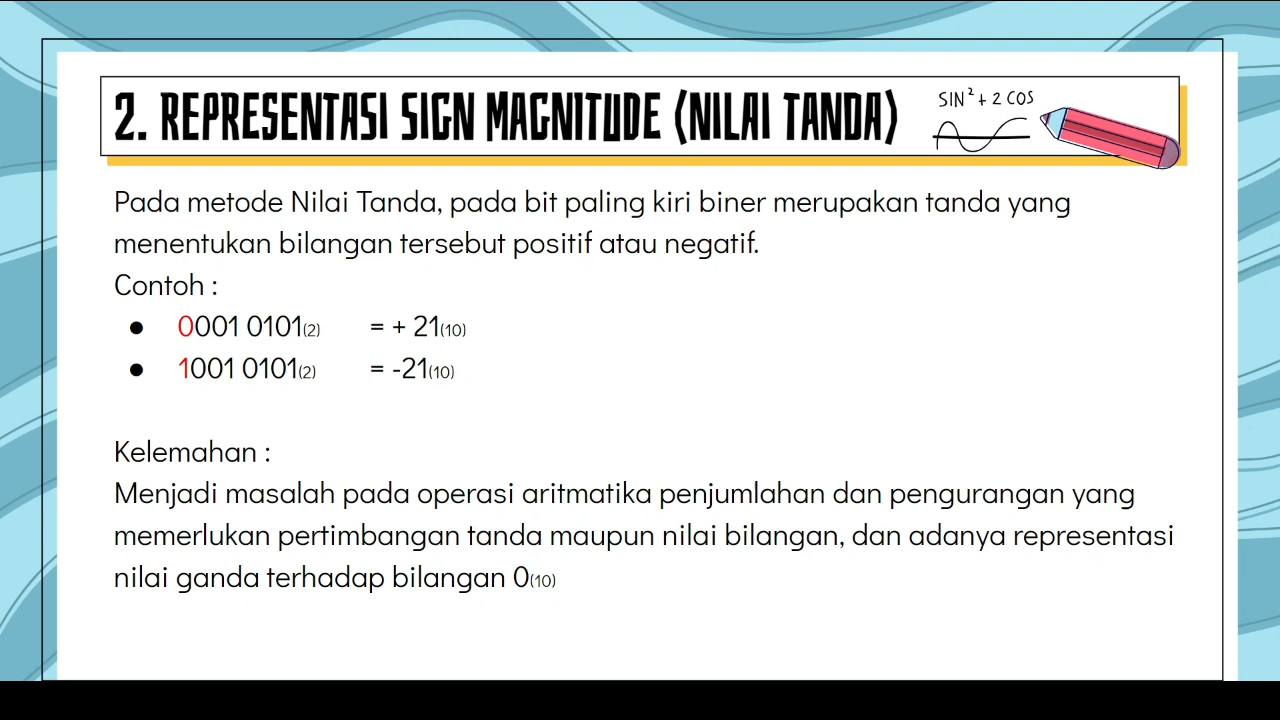 2. REPRESENTASI SIGN MAGNITUDE (NILAI TANDA)
SIN² + 2 COS
Pada metode Nilai Tanda, pada bit paling kiri biner merupakan tanda yang
menentukan bilangan tersebut positif atau negatif.
Contoh :
● 0001 0101(2) = + 21(10)
● 1001 0101(2) = -21(10)
Kelemahan :
Menjadi masalah pada operasi aritmatika penjumlahan dan pengurangan yang
memerlukan pertimbangan tanda maupun nilai bilangan, dan adanya representasi
nilai ganda terhadap bilangan 0(10)